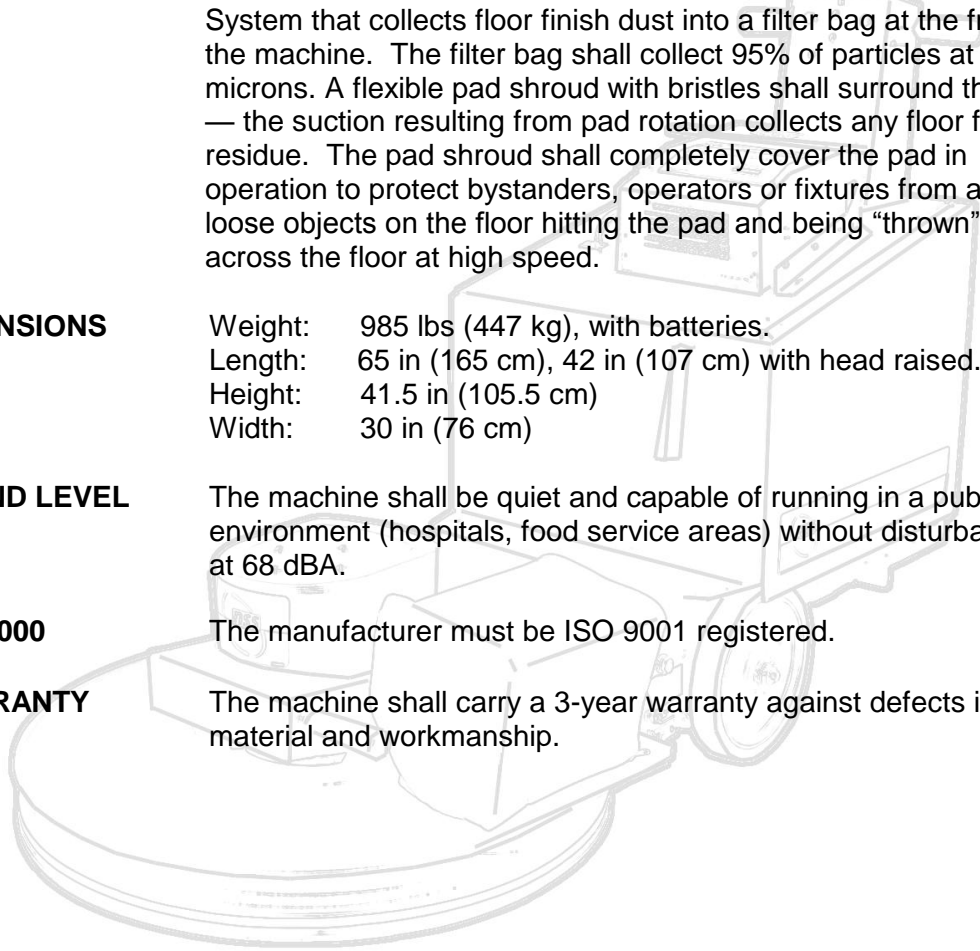 System that collects floor finish dust into a filter bag at the
the machine. The filter bag shall collect 95% of particles at
microns. A flexible pad shroud with bristles shall surround
— the suction resulting from pad rotation collects any floor
residue. The pad shroud shall completely cover the pad in
operation to protect bystanders, operators or fixtures from
loose objects on the floor hitting the pad and being “thrown”
across the floor at high speed.
Weight: 985 lbs (447 kg), with batteries.
Length: 65 in (165 cm), 42 in (107 cm) with head raised.
Height: 41.5 in (105.5 cm)
Width: 30 in (76 cm)
LEVEL The machine shall be quiet and capable of running in a
environment (hospitals, food service areas) without
at 68 dBA.
The manufacturer must be ISO 9001 registered.
The machine shall carry a 3-year warranty against defects
material and workmanship.